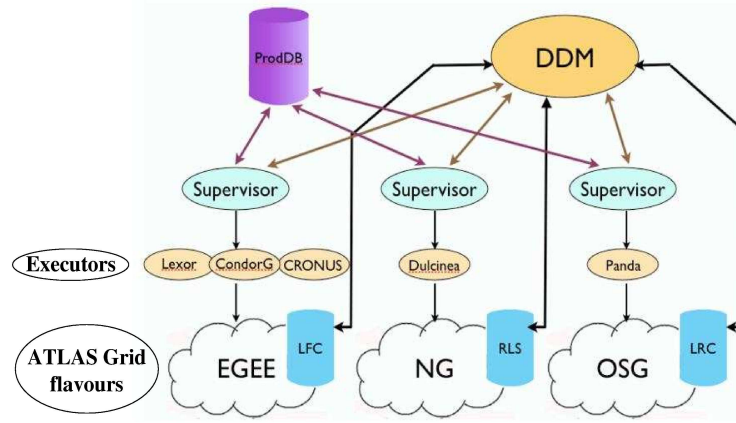 ProdDB
DDM
Supervisor
Supervisor
Supervisor
Executors
Lexor
CondorG
CRONUS
Dulcinea
Panda
ATLAS Grid
flavours
EGEE
LFC
NG
RLS
OSG
LRC